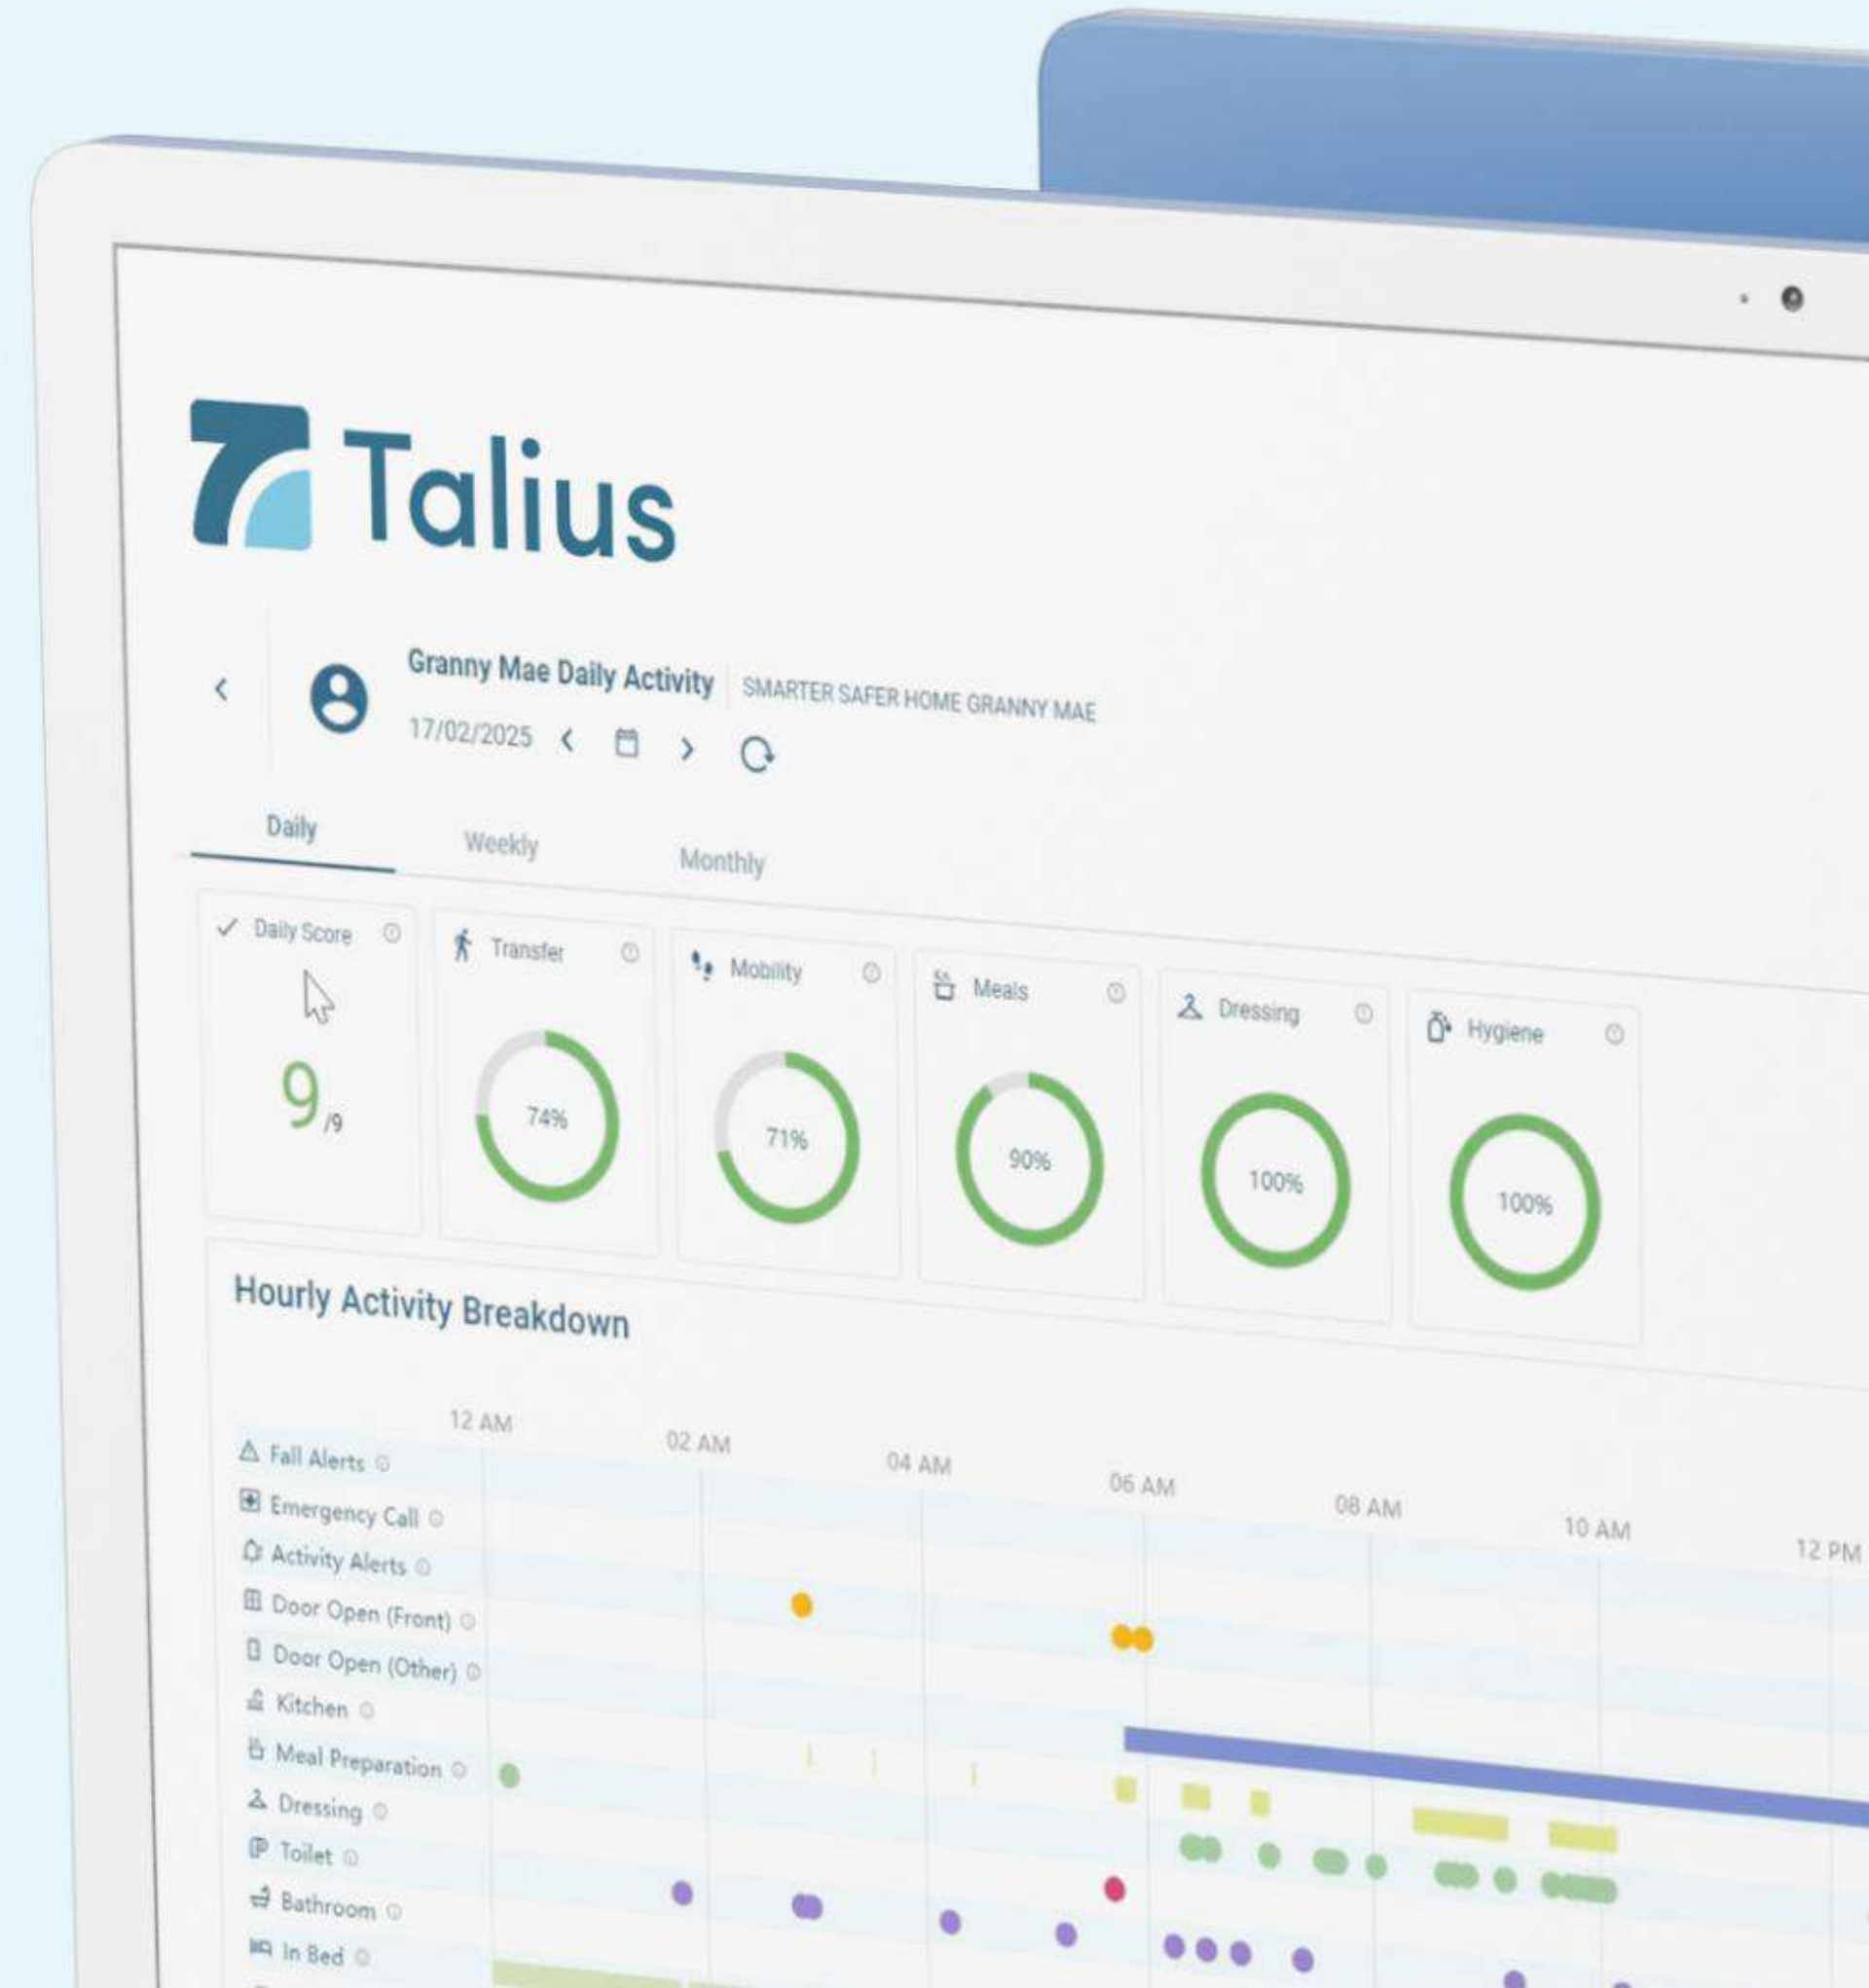 Talius
Granny Mae Daily Activity SMARTER SAFER HOME GRANNY MAE
17/02/2025
Daily Weekly Monthly
Daily Score Transfer Mobility Meals Dressing Hygiene
9/9 74% 71% 90% 100% 100%
Hourly Activity Breakdown
12 AM 02 AM 04 AM 06 AM 08 AM 10 AM 12 PM
Fall Alerts
Emergency Call
Activity Alerts
Door Open (Front)
Door Open (Other)
Kitchen
Meal Preparation
Dressing
Toilet
Bathroom
In Bed